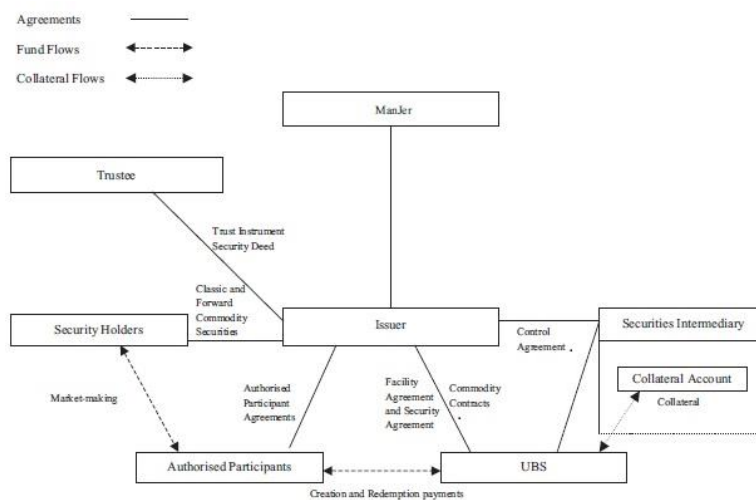 Agreements
Fund Flows
Collateral Flows
ManJer
Trustee
Trust Instrument
Security Deed
Classic and
Forward
Commodity
Securities
Security Holders
Issuer
Securities Intermediary
Control
Agreement
Collateral Account
Collateral
Market-making
Authorised
Participant
Agreements
Facility
Agreement
and Security
Agreement
Commodity
Contracts
Authorised Participants
UBS
Creation and Redemption payments